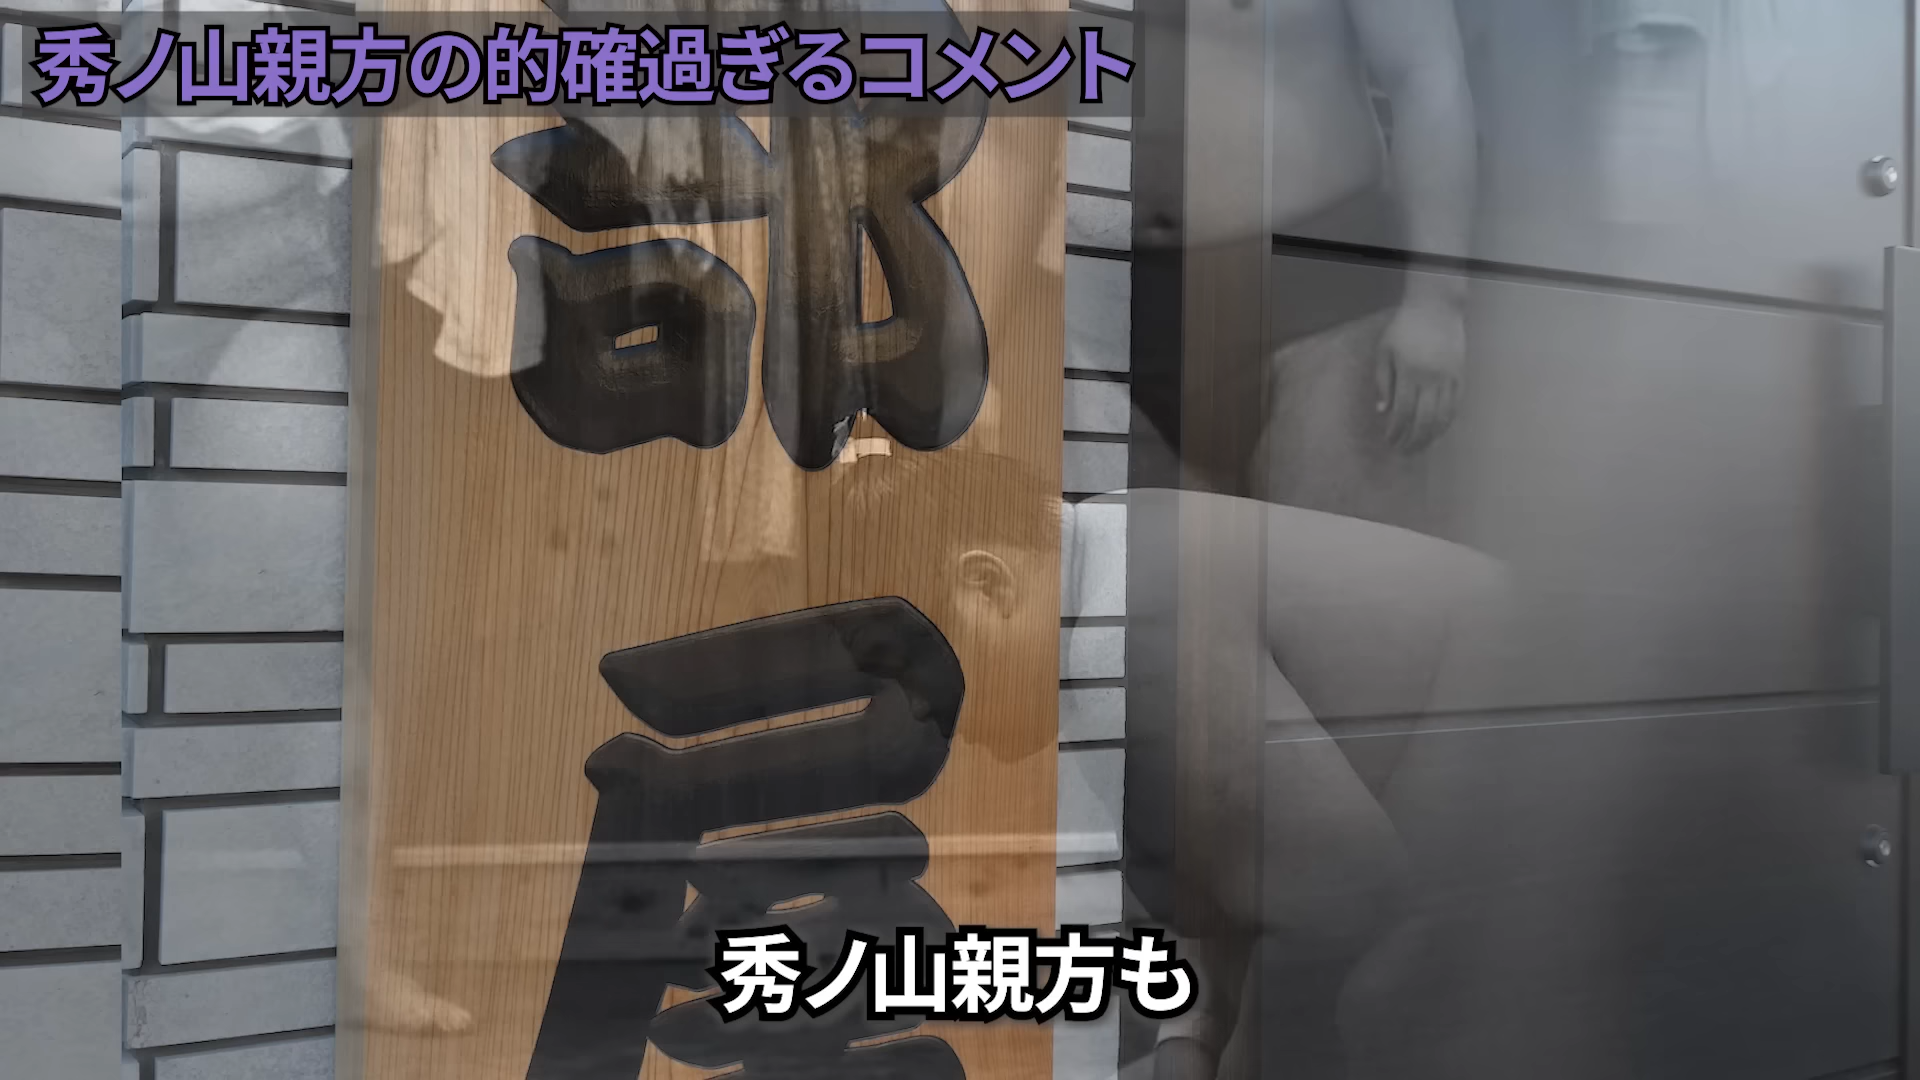 秀ノ山親方の的確過ぎるコメント
部
屋
秀ノ山親方も